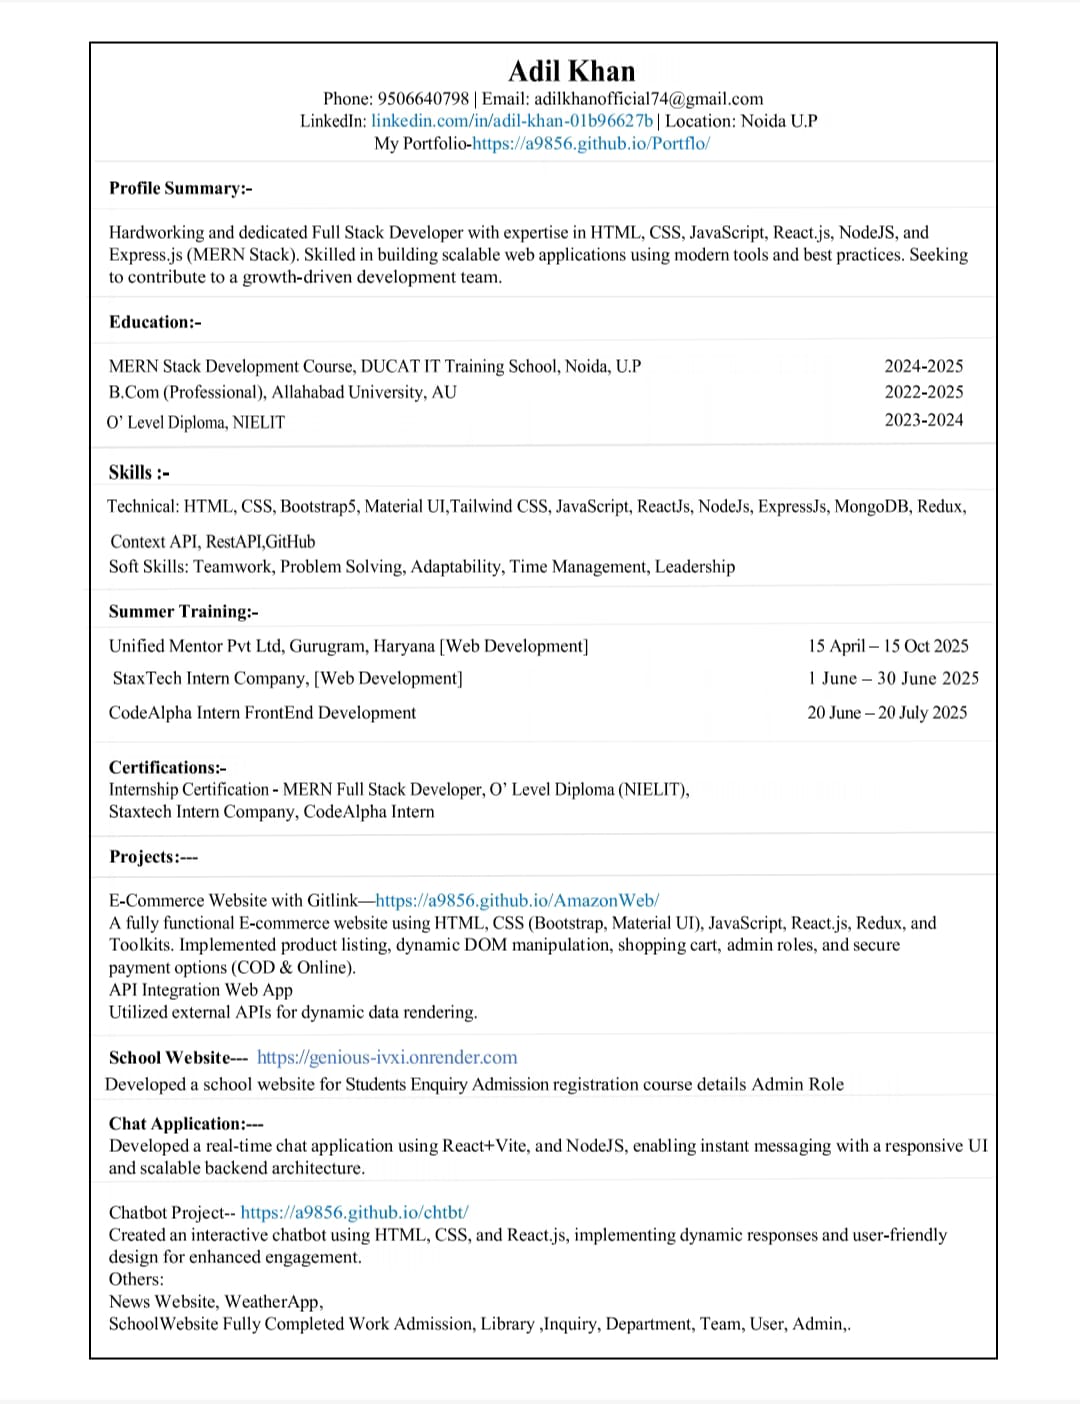 Adil Khan
Phone: 9506640798 | Email: adilkhanofficial74@gmail.com
LinkedIn: linkedin.com/in/adil-khan-01b96627b | Location: Noida U.P
My Portfolio-https://a9856.github.io/Portflo/
Profile Summary:-
Hardworking and dedicated Full Stack Developer with expertise in HTML, CSS, JavaScript, React.js, NodeJS, and
Express.js (MERN Stack). Skilled in building scalable web applications using modern tools and best practices. Seeking
to contribute to a growth-driven development team.
Education:-
MERN Stack Development Course, DUCAT IT Training School, Noida, U.P 2024-2025
B.Com (Professional), Allahabad University, AU 2022-2025
O’ Level Diploma, NIELIT 2023-2024
Skills :-
Technical: HTML, CSS, Bootstrap5, Material UI,Tailwind CSS, JavaScript, ReactJs, NodeJs, ExpressJs, MongoDB, Redux,
Context API, RestAPI,GitHub
Soft Skills: Teamwork, Problem Solving, Adaptability, Time Management, Leadership
Summer Training:-
Unified Mentor Pvt Ltd, Gurugram, Haryana [Web Development] 15 April – 15 Oct 2025
StaxTech Intern Company, [Web Development] 1 June – 30 June 2025
CodeAlpha Intern FrontEnd Development 20 June – 20 July 2025
Certifications:-
Internship Certification - MERN Full Stack Developer, O’ Level Diploma (NIELIT),
Staxtech Intern Company, CodeAlpha Intern
Projects:---
E-Commerce Website with Gitlink—https://a9856.github.io/AmazonWeb/
A fully functional E-commerce website using HTML, CSS (Bootstrap, Material UI), JavaScript, React.js, Redux, and
Toolkits. Implemented product listing, dynamic DOM manipulation, shopping cart, admin roles, and secure
payment options (COD & Online).
API Integration Web App
Utilized external APIs for dynamic data rendering.
School Website--- https://genious-ivxi.onrender.com
Developed a school website for Students Enquiry Admission registration course details Admin Role
Chat Application:---
Developed a real-time chat application using React+Vite, and NodeJS, enabling instant messaging with a responsive UI
and scalable backend architecture.
Chatbot Project-- https://a9856.github.io/chtbt/
Created an interactive chatbot using HTML, CSS, and React.js, implementing dynamic responses and user-friendly
design for enhanced engagement.
Others:
News Website, WeatherApp,
SchoolWebsite Fully Completed Work Admission, Library ,Inquiry, Department, Team, User, Admin,.